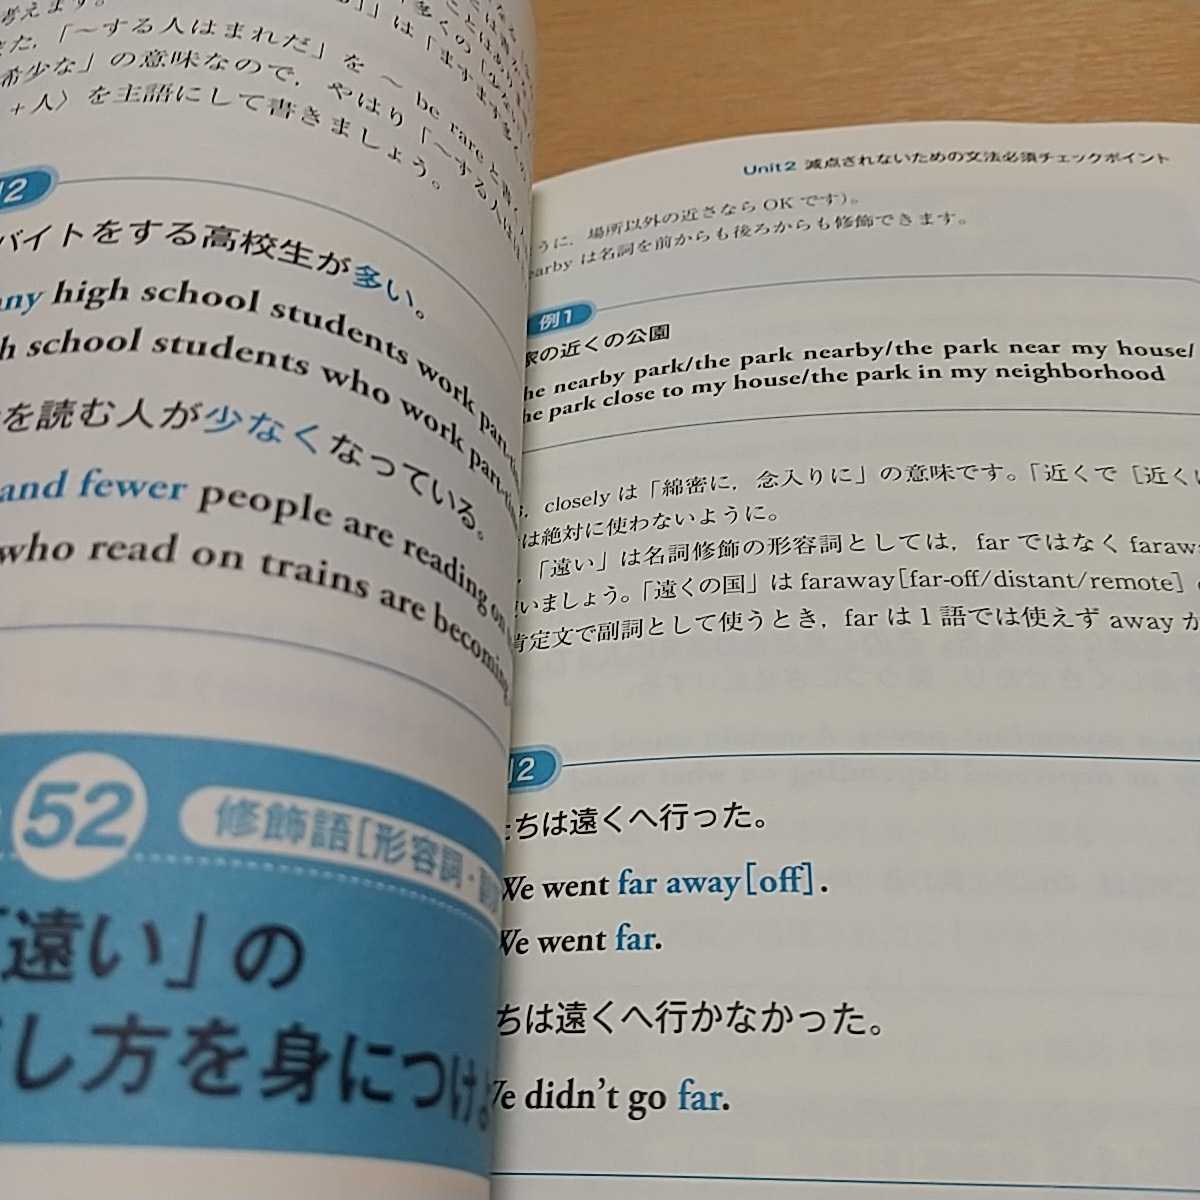 考えます。
た,「〜する人はまれだ」を 〜 be rare と書く人
希少な」の意味なので, やはり「〜する人は
+人〉を主語にして書きましょう。
バイトをする高校生が多い。
high school students work
school students who work
を読む人が少なくなっている。
and fewer people are reading on
who read on trains are becoming
52
修飾語[形容詞・
「遠い」の
し方を身につけよ
Unit2 減点されないための文法必須チェックポイント
うに, 場所以外の近さなら OK です)。
は名詞を前からも後ろからも修飾できます。
例1
家の近くの公園
nearby park/the park nearby/the park near my house/
park close to my house/the park in my neighborhood
closely は「綿密に, 念入りに」の意味です。「近くで[近くに
は絶対に使わないように。
「遠い」は名詞修飾の形容詞としては, far ではなく faraw
いましょう。「遠くの国」は faraway[far-off/distant/remote]
肯定文で副詞として使うとき, far は 1 語では使えず away が
2
ちは遠くへ行った。
We went far away[off].
We went far.
ちは遠くへ行かなかった。
We didn't go far.